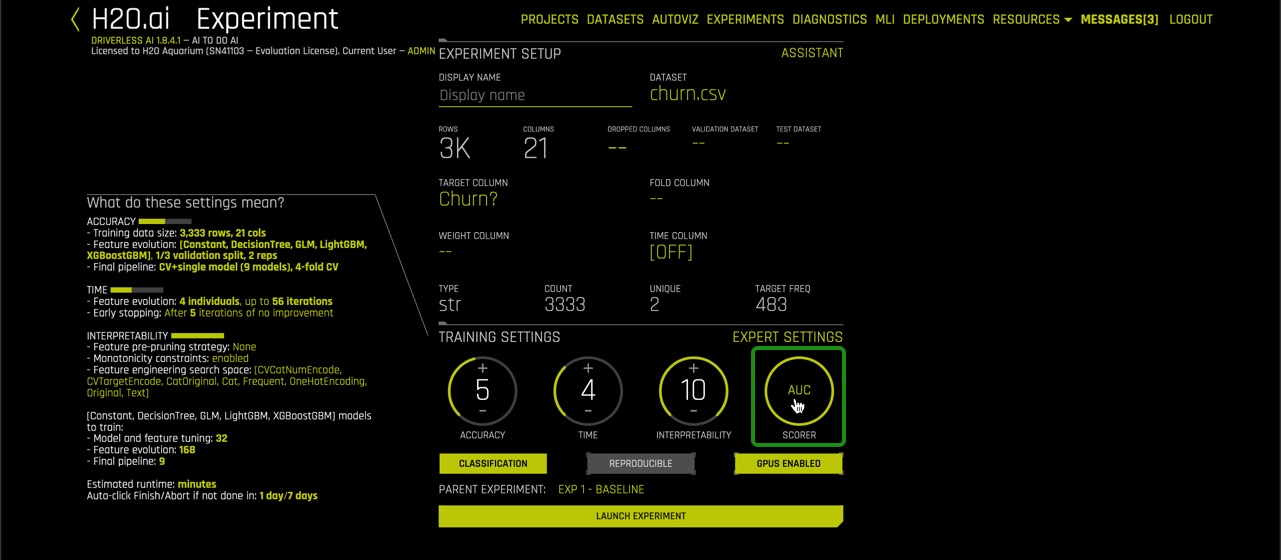 H2O.ai Experiment
PROJECTS DATASETS AUTOVIZ EXPERIMENTS DIAGNOSTICS MLI DEPLOYMENTS RESOURCES MESSAGES[3] LOGOUT
DRIVERLESS AI 1.8.4.1 — AI TO DO AI
Licensed to H2O Aquarium (SN41103 — Evaluation License). Current User — ADMIN
What do these settings mean?
ACCURACY
- Training data size: 3,333 rows, 21 cols
- Feature evolution: [Constant, DecisionTree, GLM, LightGBM,
XGBoostGBM], 1/3 validation split, 2 reps
- Final pipeline: CV+single model (9 models), 4-fold CV
TIME
- Feature evolution: 4 individuals, up to 56 iterations
- Early stopping: After 5 iterations of no improvement
INTERPRETABILITY
- Feature pre-pruning strategy: None
- Monotonicity constraints: enabled
- Feature engineering search space: [CVCatNumEncode,
CVTargetEncode, CatOriginal, Cat, Frequent, OneHotEncoding,
Original, Text]
[Constant, DecisionTree, GLM, LightGBM, XGBoostGBM] models
to train:
- Model and feature tuning: 32
- Feature evolution: 168
- Final pipeline: 9
Estimated runtime: minutes
Auto-click Finish/Abort if not done in: 1 day/7 days
EXPERIMENT SETUP ASSISTANT
DISPLAY NAME DATASET
Display name churn.csv
ROWS COLUMNS DROPPED COLUMNS VALIDATION DATASET TEST DATASET
3K 21 -- -- --
TARGET COLUMN FOLD COLUMN
Churn? --
WEIGHT COLUMN TIME COLUMN
-- [OFF]
TYPE COUNT UNIQUE TARGET FREQ
str 3333 2 483
TRAINING SETTINGS EXPERT SETTINGS
+ + +
5 4 10 AUC
- - -
ACCURACY TIME INTERPRETABILITY SCORER
CLASSIFICATION REPRODUCIBLE GPUS ENABLED
PARENT EXPERIMENT: EXP 1 - BASELINE
LAUNCH EXPERIMENT